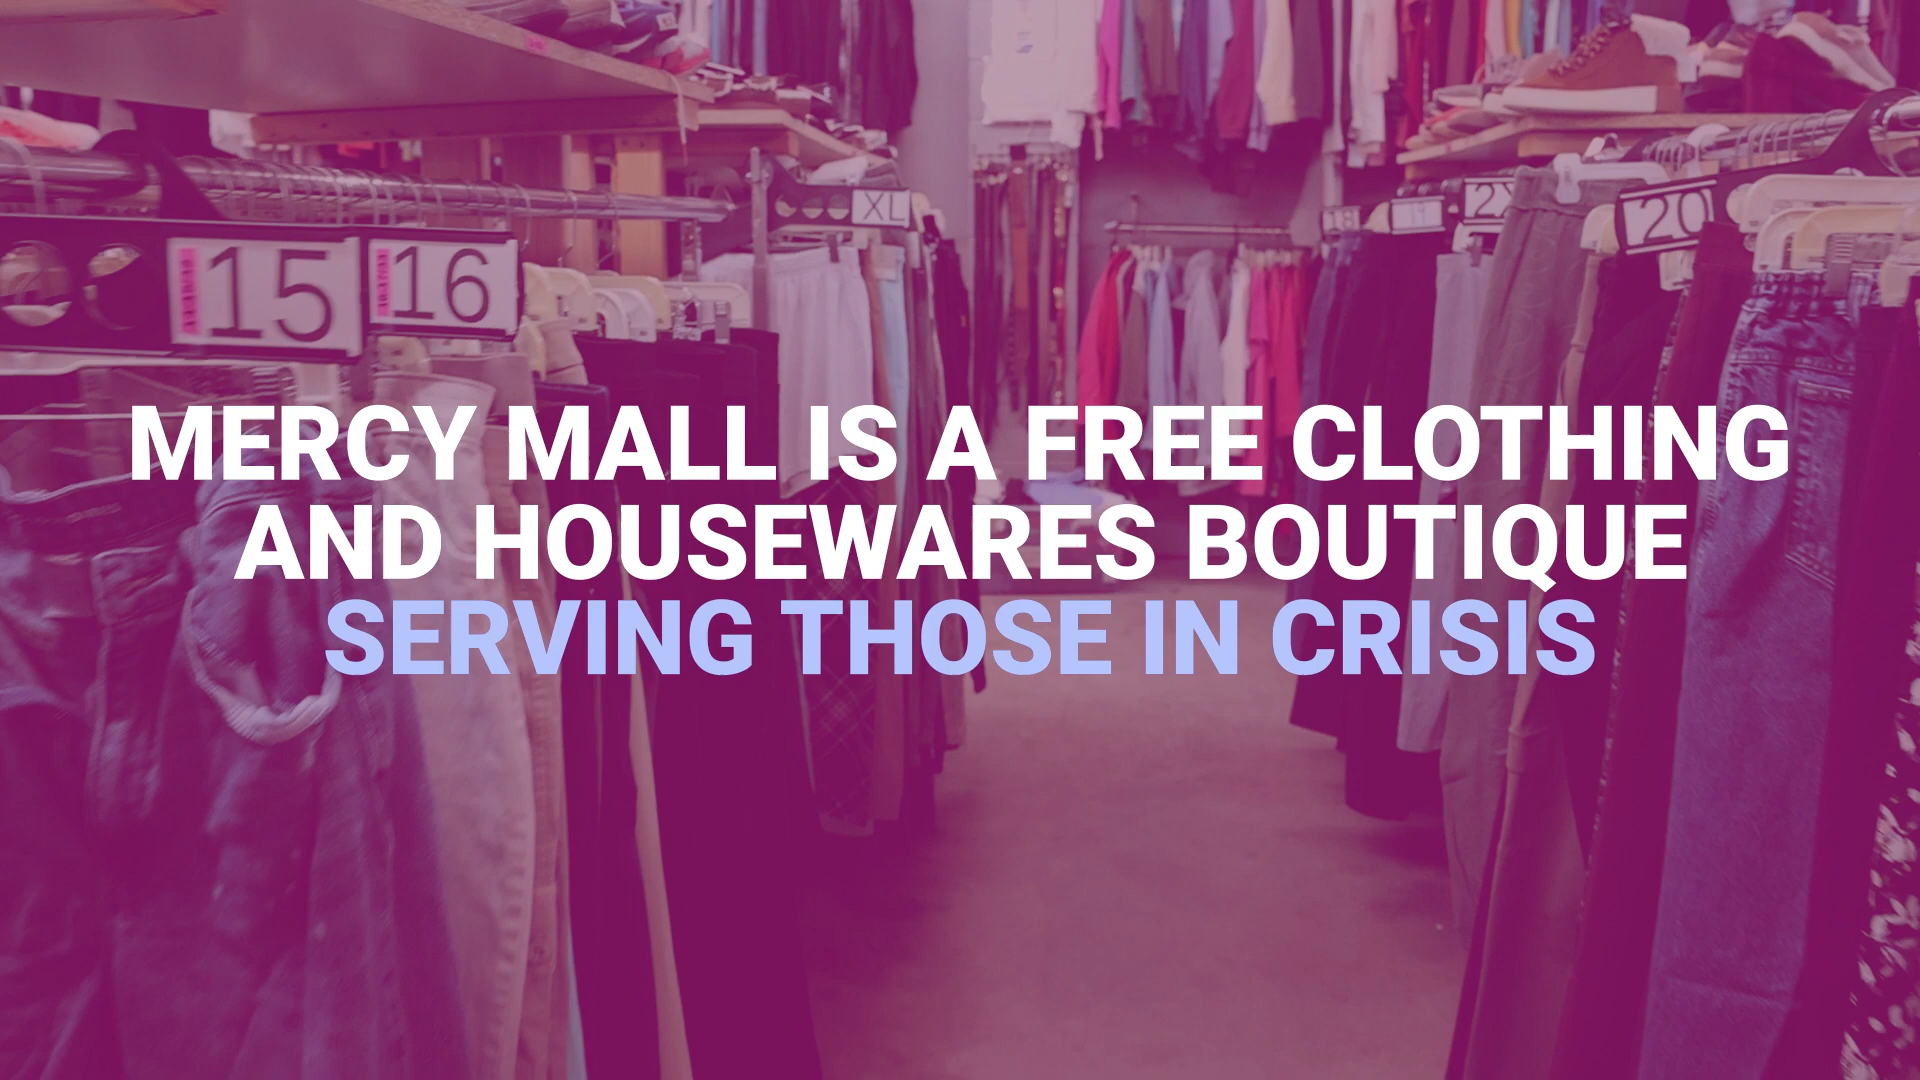 XL
2X
20
15
16
MERCY MALL IS A FREE CLOTHING
AND HOUSEWARES BOUTIQUE
SERVING THOSE IN CRISIS